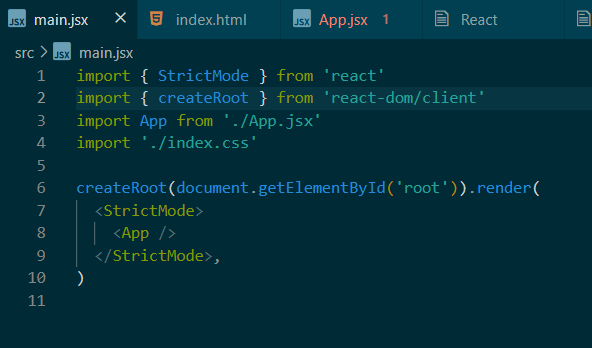 JSX main.jsx × index.html JSX App.jsx 1 React
src > JSX main.jsx
1 import { StrictMode } from 'react'
2 import { createRoot } from 'react-dom/client'
3 import App from './App.jsx'
4 import './index.css'
5
6 createRoot(document.getElementById('root')).render(
7   <StrictMode>
8     <App />
9   </StrictMode>,
10 )
11